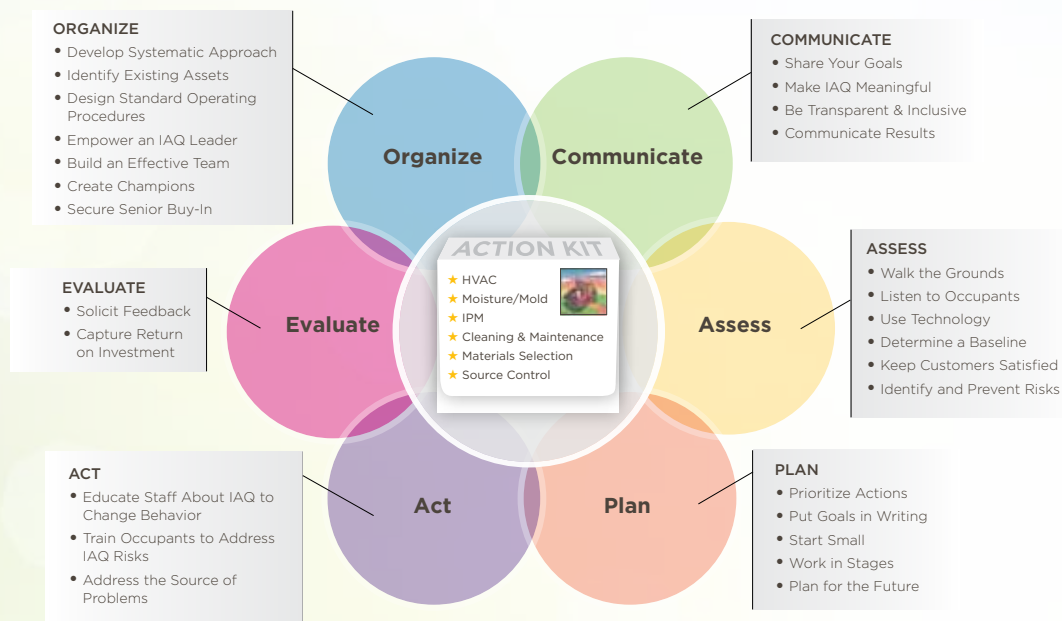 ORGANIZE
• Develop Systematic Approach
• Identify Existing Assets
• Design Standard Operating
Procedures
• Empower an IAQ Leader
• Build an Effective Team
• Create Champions
• Secure Senior Buy-In
COMMUNICATE
• Share Your Goals
• Make IAQ Meaningful
• Be Transparent & Inclusive
• Communicate Results
Organize
Communicate
EVALUATE
• Solicit Feedback
• Capture Return
on Investment
Evaluate
ACTION KIT
★ HVAC
★ Moisture/Mold
★ IPM
★ Cleaning & Maintenance
★ Materials Selection
★ Source Control
Assess
ASSESS
• Walk the Grounds
• Listen to Occupants
• Use Technology
• Determine a Baseline
• Keep Customers Satisfied
• Identify and Prevent Risks
ACT
• Educate Staff About IAQ to
Change Behavior
• Train Occupants to Address
IAQ Risks
• Address the Source of
Problems
Act
Plan
PLAN
• Prioritize Actions
• Put Goals in Writing
• Start Small
• Work in Stages
• Plan for the Future